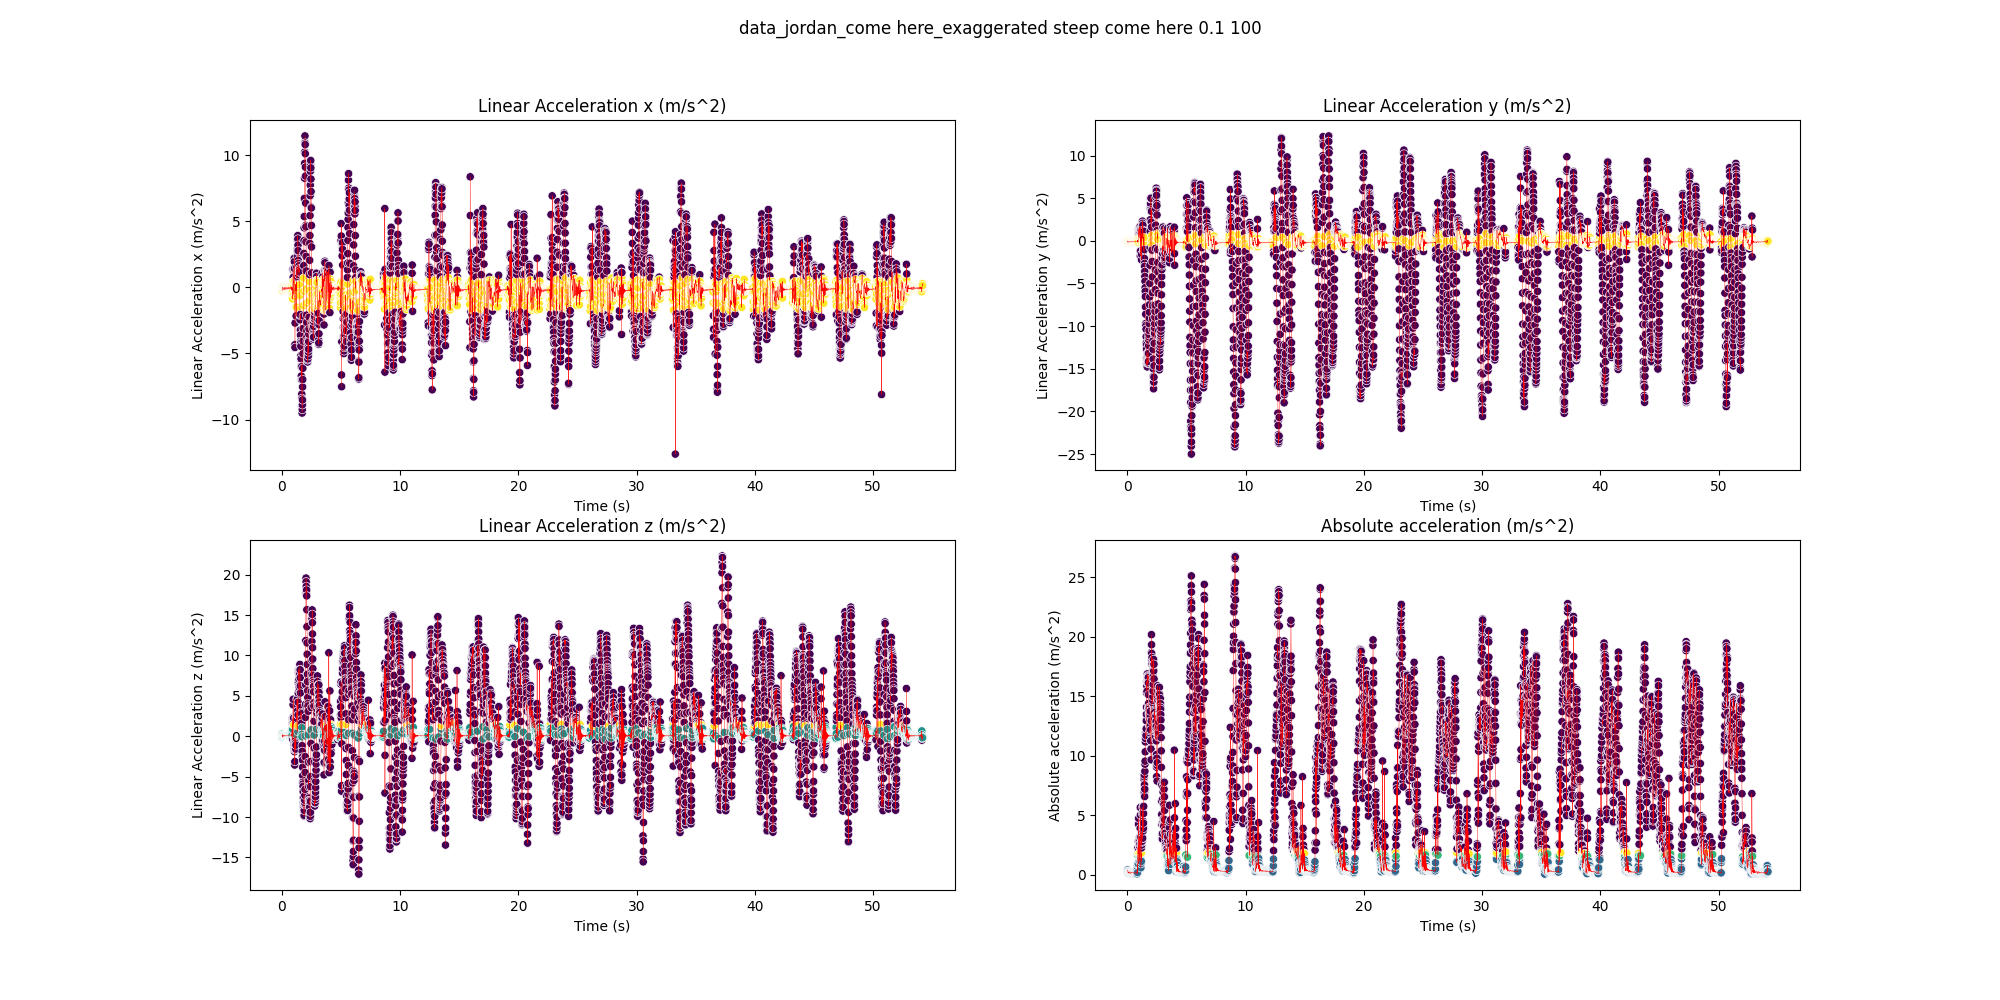 data_jordan_come here_exaggerated steep come here 0.1 100
Linear Acceleration x (m/s^2)
Linear Acceleration x (m/s^2)
10
5
0
−5
−10
0 10 20 30 40 50
Time (s)
Linear Acceleration y (m/s^2)
Linear Acceleration y (m/s^2)
10
5
0
−5
−10
−15
−20
−25
0 10 20 30 40 50
Time (s)
Linear Acceleration z (m/s^2)
Linear Acceleration z (m/s^2)
20
15
10
5
0
−5
−10
−15
0 10 20 30 40 50
Time (s)
Absolute acceleration (m/s^2)
Absolute acceleration (m/s^2)
25
20
15
10
5
0
0 10 20 30 40 50
Time (s)